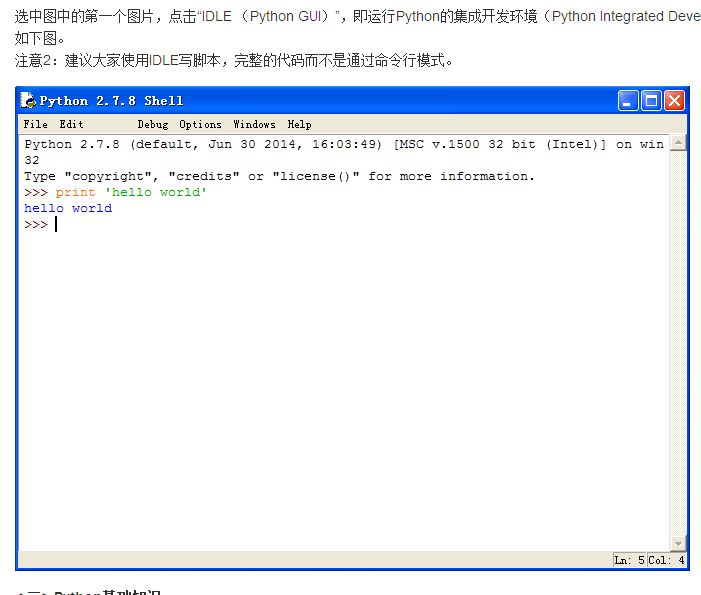 选中图中的第一个图片，点击“IDLE （Python GUI）”，即运行Python的集成开发环境（Python Integrated Deve
如下图。
注意2：建议大家使用IDLE写脚本，完整的代码而不是通过命令行模式。
Python 2.7.8 Shell
File Edit Debug Options Windows Help
Python 2.7.8 (default, Jun 30 2014, 16:03:49) [MSC v.1500 32 bit (Intel)] on win
32
Type "copyright", "credits" or "license()" for more information.
>>> print 'hello world'
hello world
>>>
Ln: 5 Col: 4